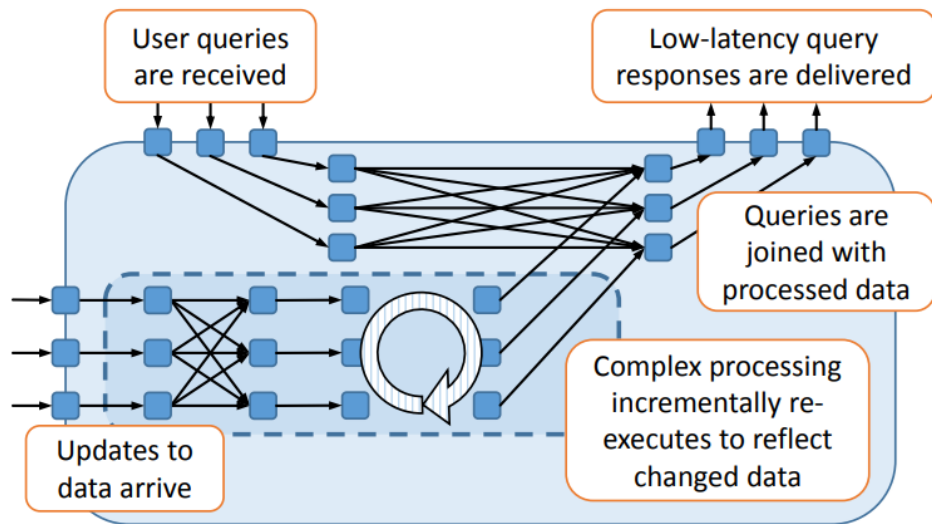 User queries
are received
Low-latency query
responses are delivered
Queries are
joined with
processed data
Complex processing
incrementally re-
executes to reflect
changed data
Updates to
data arrive